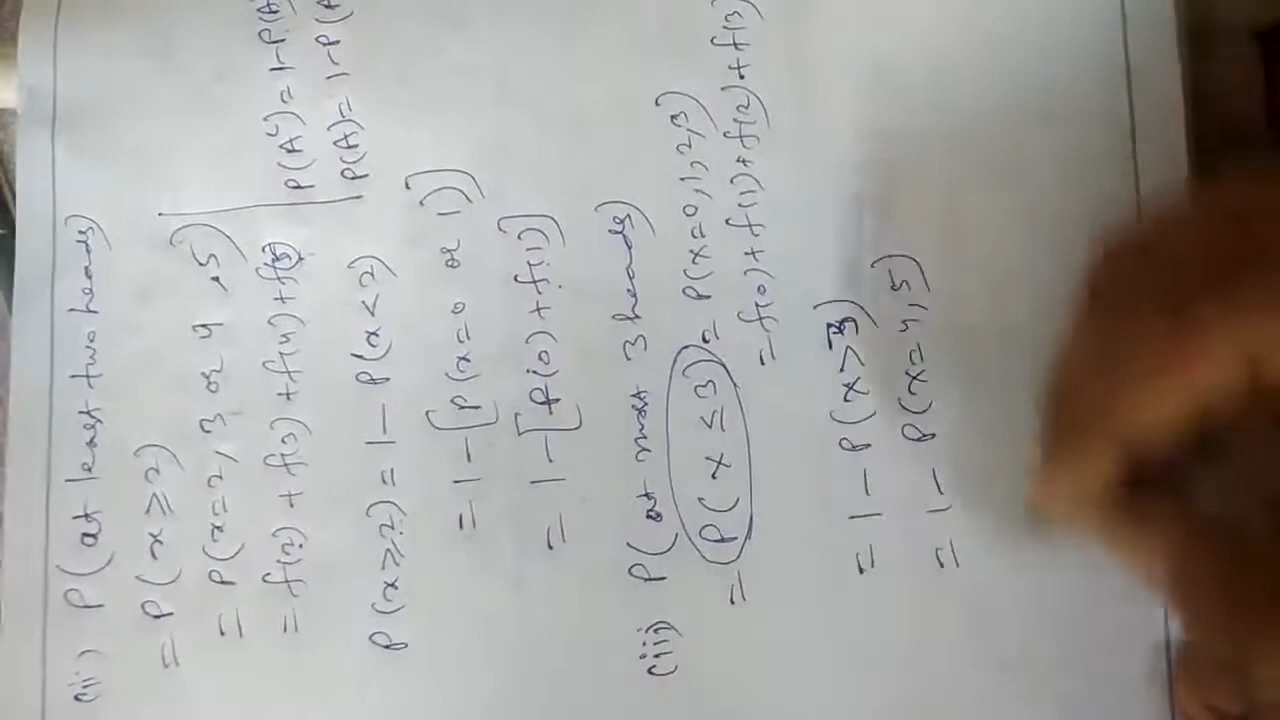 (ii) P(at least two heads)
= P(x ≥ 2)
= P(x=2, 3 or 4, 5)
= f(2) + f(3) + f(4) + f(5)
P(Aᶜ) = 1-P(A
P(A) = 1-P(A
P(x≥2) = 1 - P(x<2)
= 1 - [P(x=0 or 1)]
= 1 - [f(0) + f(1)]
(iii) P(at most 3 heads)
= P(x ≤ 3) = P(x=0,1,2,3)
= f(0)+f(1)+f(2)+f(3)
= 1 - P(x>3)
= 1 - P(x=4,5)